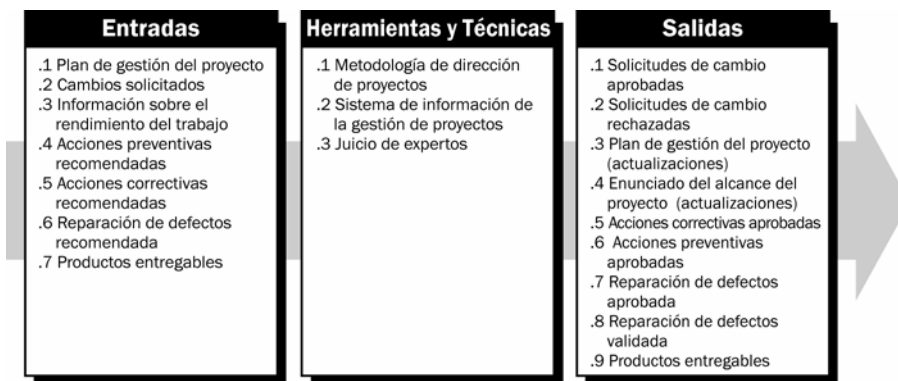 Entradas
.1 Plan de gestión del proyecto
.2 Cambios solicitados
.3 Información sobre el
rendimiento del trabajo
.4 Acciones preventivas
recomendadas
.5 Acciones correctivas
recomendadas
.6 Reparación de defectos
recomendada
.7 Productos entregables
Herramientas y Técnicas
.1 Metodología de dirección
de proyectos
.2 Sistema de información de
la gestión de proyectos
.3 Juicio de expertos
Salidas
.1 Solicitudes de cambio
aprobadas
.2 Solicitudes de cambio
rechazadas
.3 Plan de gestión del proyecto
(actualizaciones)
.4 Enunciado del alcance del
proyecto (actualizaciones)
.5 Acciones correctivas aprobadas
.6 Acciones preventivas
aprobadas
.7 Reparación de defectos
aprobada
.8 Reparación de defectos
validada
.9 Productos entregables